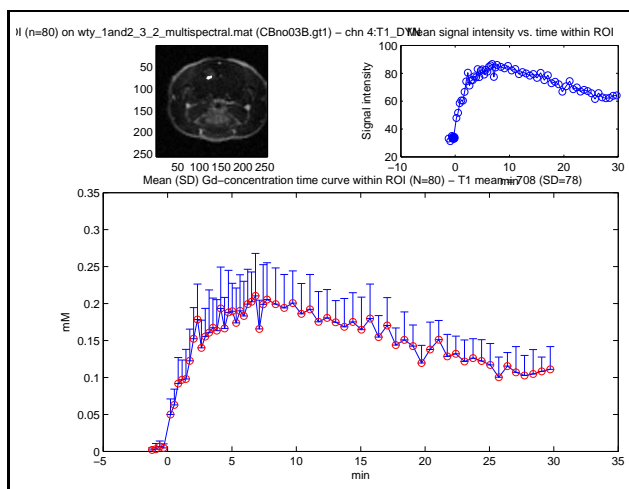 I (n=80) on wty_1and2_3_2_multispectral.mat (CBno03B.gt1) – chn 4:T1_DYN
Mean signal intensity vs. time within ROI
50
100
150
200
250
50 100 150 200 250
Signal intensity
100
80
60
40
20
0 10 20 30
min
Mean (SD) Gd–concentration time curve within ROI (N=80) – T1 mean=708 (SD=78)
mM
0.35
0.3
0.25
0.2
0.15
0.1
0.05
0
−5 0 5 10 15 20 25 30 35
min